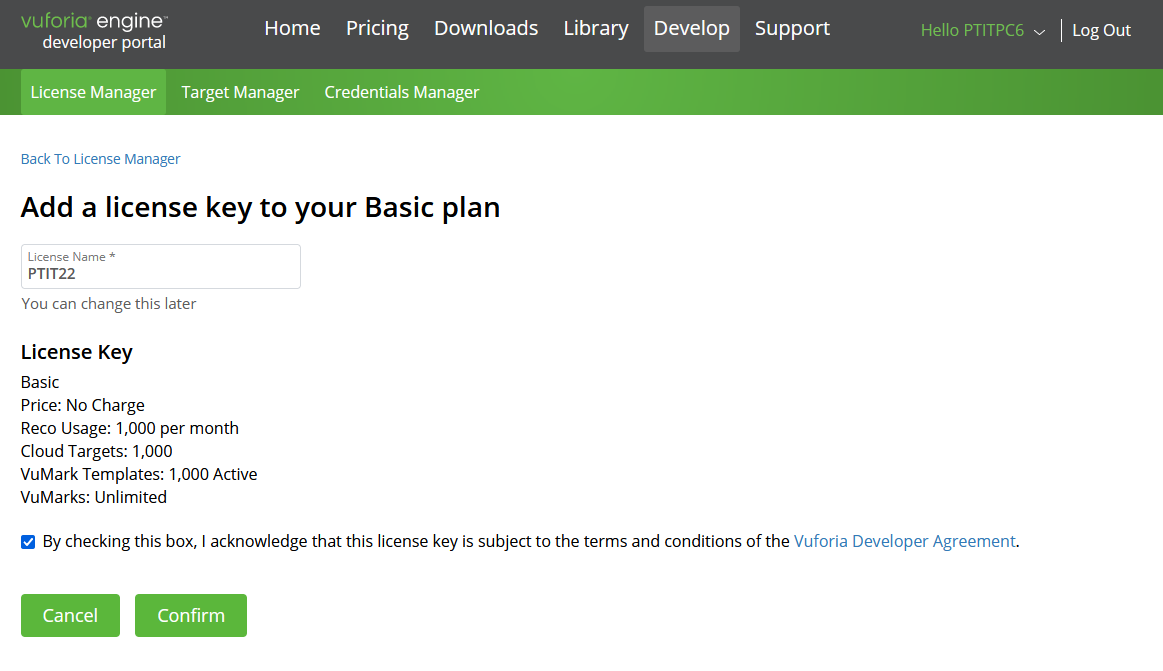 vuforia® engine™
developer portal
Home Pricing Downloads Library Develop Support
Hello PTITPC6 Log Out
License Manager Target Manager Credentials Manager
Back To License Manager
Add a license key to your Basic plan
License Name *
PTIT22
You can change this later
License Key
Basic
Price: No Charge
Reco Usage: 1,000 per month
Cloud Targets: 1,000
VuMark Templates: 1,000 Active
VuMarks: Unlimited
By checking this box, I acknowledge that this license key is subject to the terms and conditions of the Vuforia Developer Agreement.
Cancel Confirm